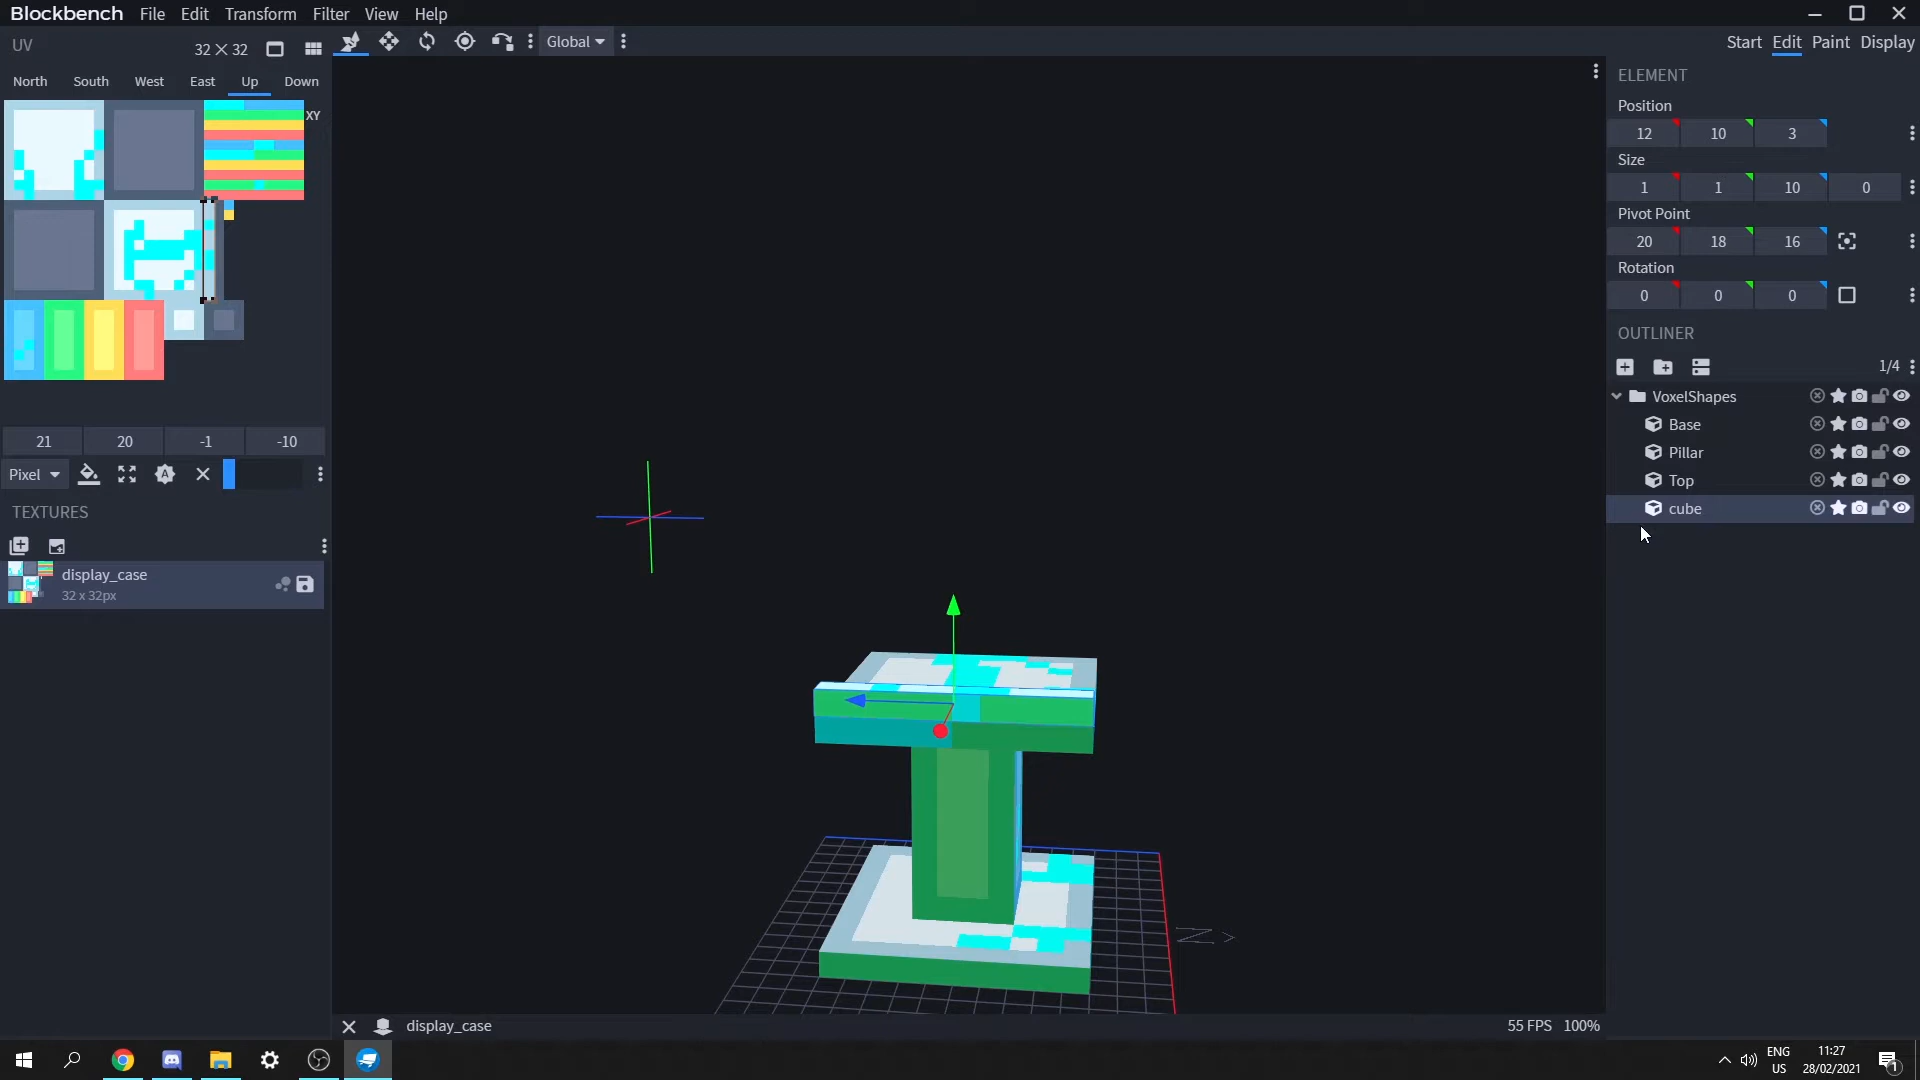 Blockbench File Edit Transform Filter View Help
UV 32 × 32 Global Start Edit Paint Display
North South West East Up Down
XY
21 20 -1 -10
Pixel
TEXTURES
display_case
32 x 32px
ELEMENT
Position
12 10 3
Size
1 1 10 0
Pivot Point
20 18 16
Rotation
0 0 0
OUTLINER
1/4
VoxelShapes
Base
Pillar
Top
cube
display_case 55 FPS 100%
ENG
US
11:27
28/02/2021
1